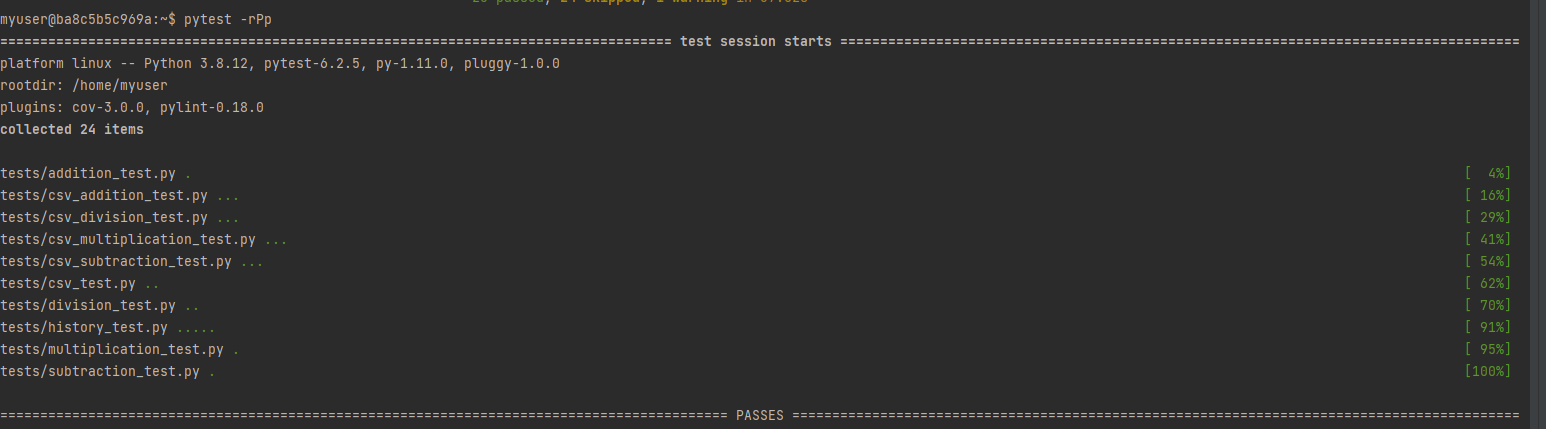 myuser@ba8c5b5c969a:~$ pytest -rPp
==================================================================================== test session starts =====================================================================================
platform linux -- Python 3.8.12, pytest-6.2.5, py-1.11.0, pluggy-1.0.0
rootdir: /home/myuser
plugins: cov-3.0.0, pylint-0.18.0
collected 24 items
tests/addition_test.py . [  4%]
tests/csv_addition_test.py ... [ 16%]
tests/csv_division_test.py ... [ 29%]
tests/csv_multiplication_test.py ... [ 41%]
tests/csv_subtraction_test.py ... [ 54%]
tests/csv_test.py .. [ 62%]
tests/division_test.py .. [ 70%]
tests/history_test.py ..... [ 91%]
tests/multiplication_test.py . [ 95%]
tests/subtraction_test.py . [100%]
=========================================================================================== PASSES ===========================================================================================